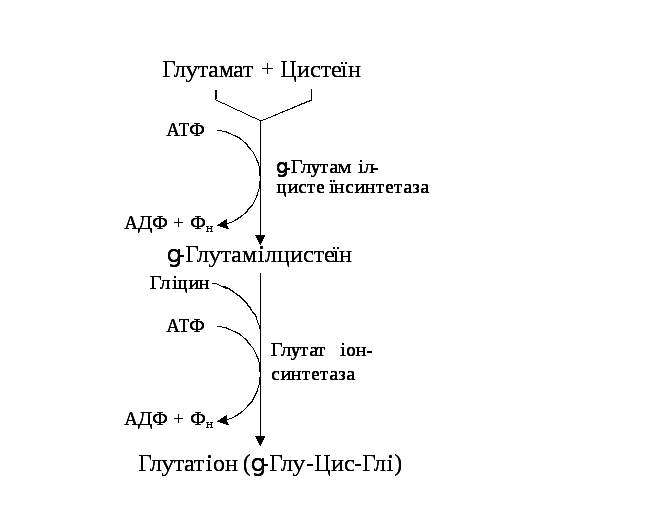 Глутамат + Цистеїн
АТФ
g-Глутам іл-
цисте їнсинтетаза
АДФ + Фн
g-Глутамілцистеїн
Гліцин
АТФ
Глутат іон-
синтетаза
АДФ + Фн
Глутатіон (g-Глу-Цис-Глі)